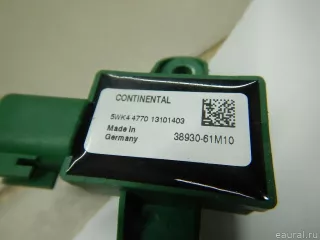 CONTINENTAL
5WK4 4770 13101403
Made in
Germany
38930-61M10
eaural.ru